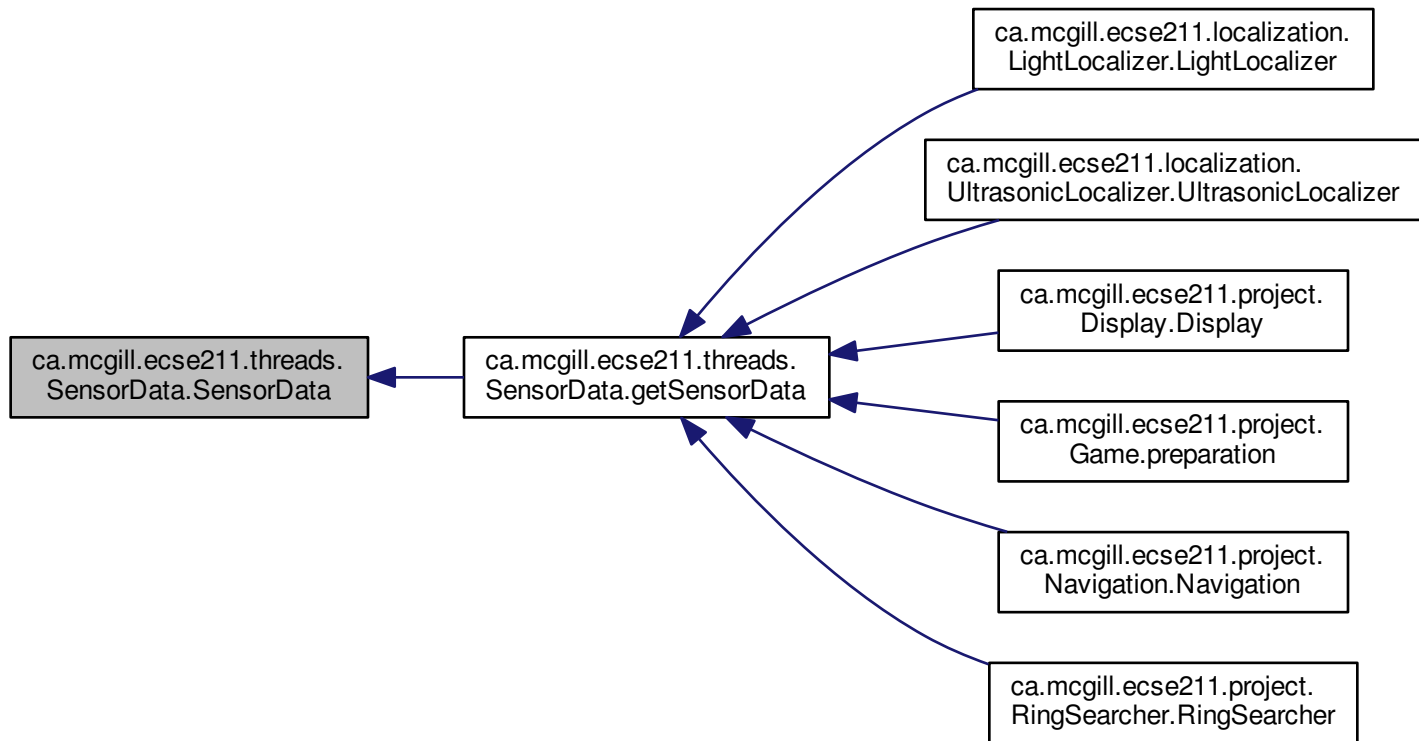 ca.mcgill.ecse211.localization.
LightLocalizer.LightLocalizer
ca.mcgill.ecse211.localization.
UltrasonicLocalizer.UltrasonicLocalizer
ca.mcgill.ecse211.project.
Display.Display
ca.mcgill.ecse211.threads.
SensorData.SensorData
ca.mcgill.ecse211.threads.
SensorData.getSensorData
ca.mcgill.ecse211.project.
Game.preparation
ca.mcgill.ecse211.project.
Navigation.Navigation
ca.mcgill.ecse211.project.
RingSearcher.RingSearcher